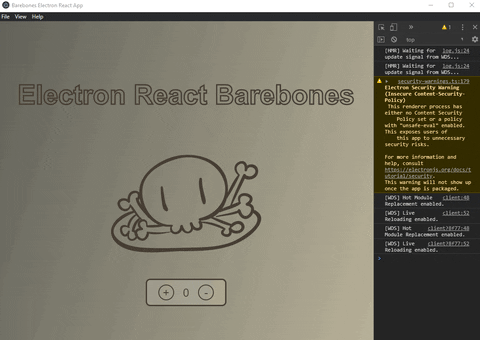 Barebones Electron React App
File View Help
Electron React Barebones
+ 0 -
top
1
[HMR] Waiting for log.js:24
update signal from WDS...
[HMR] Waiting for log.js:24
update signal from WDS...
security-warnings.ts:179
Electron Security Warning
(Insecure Content-Security-
Policy)
This renderer process has
either no Content Security
Policy set or a policy
with "unsafe-eval" enabled.
This exposes users of
this app to unnecessary
security risks.
For more information and
help, consult
https://electronjs.org/docs/t
utorial/security.
This warning will not show up
once the app is packaged.
[WDS] Hot Module client:48
Replacement enabled.
[WDS] Live client:52
Reloading enabled.
[WDS] Hot client?8f77:48
Module Replacement enabled.
[WDS] Live client?8f77:52
Reloading enabled.